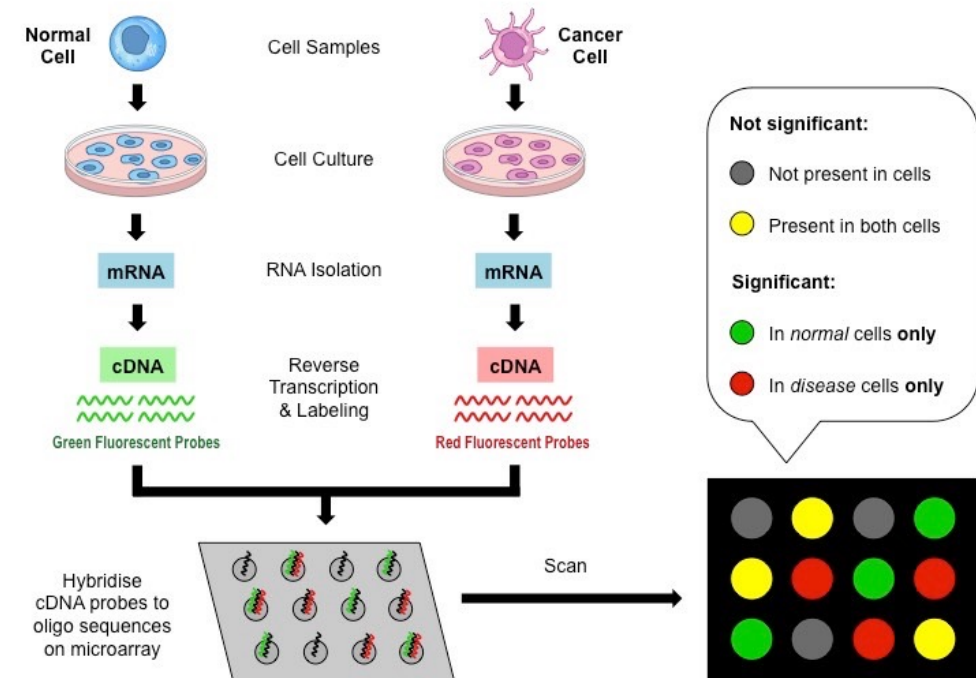 Normal
Cell
Cell Samples
Cancer
Cell
Cell Culture
mRNA
RNA Isolation
mRNA
cDNA
Reverse
Transcription
& Labeling
cDNA
Green Fluorescent Probes
Red Fluorescent Probes
Hybridise
cDNA probes to
oligo sequences
on microarray
Scan
Not significant:
Not present in cells
Present in both cells
Significant:
In normal cells only
In disease cells only